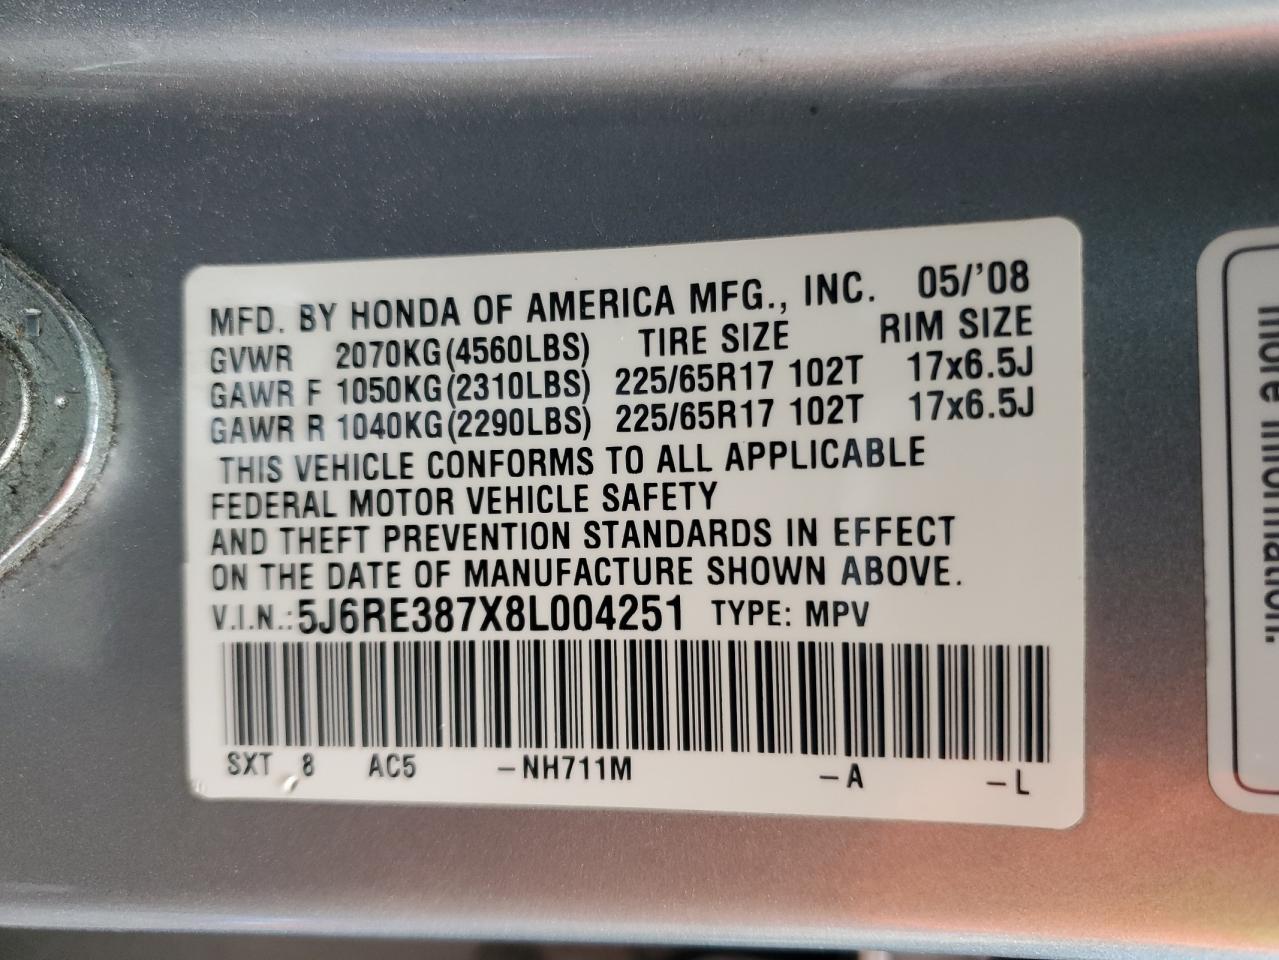 MFD. BY HONDA OF AMERICA MFG., INC. 05/'08
GVWR 2070KG(4560LBS) TIRE SIZE RIM SIZE
GAWR F 1050KG(2310LBS) 225/65R17 102T 17x6.5J
GAWR R 1040KG(2290LBS) 225/65R17 102T 17x6.5J
THIS VEHICLE CONFORMS TO ALL APPLICABLE
FEDERAL MOTOR VEHICLE SAFETY
AND THEFT PREVENTION STANDARDS IN EFFECT
ON THE DATE OF MANUFACTURE SHOWN ABOVE.
V.I.N.:5J6RE387X8L004251 TYPE: MPV
SXT 8 AC5 -NH711M -A -L
more information.